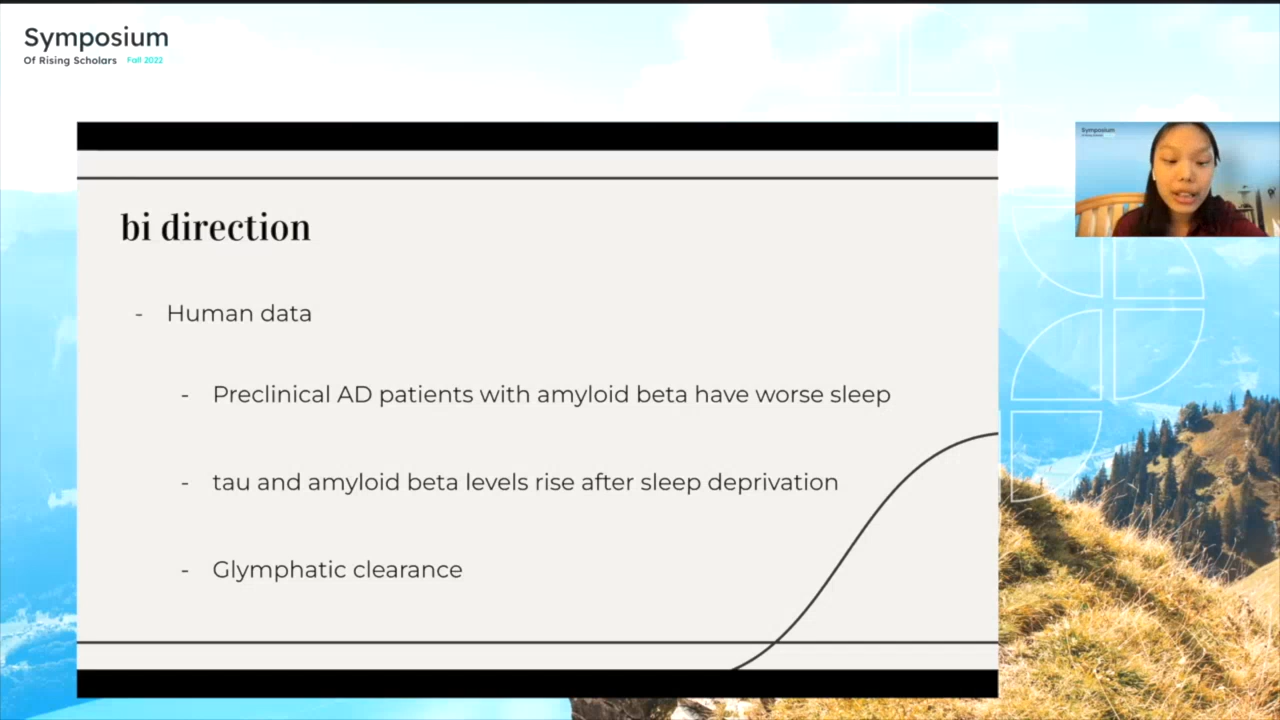 Symposium
Of Rising Scholars Fall 2022
Symposium
bi direction
- Human data
- Preclinical AD patients with amyloid beta have worse sleep
- tau and amyloid beta levels rise after sleep deprivation
- Glymphatic clearance